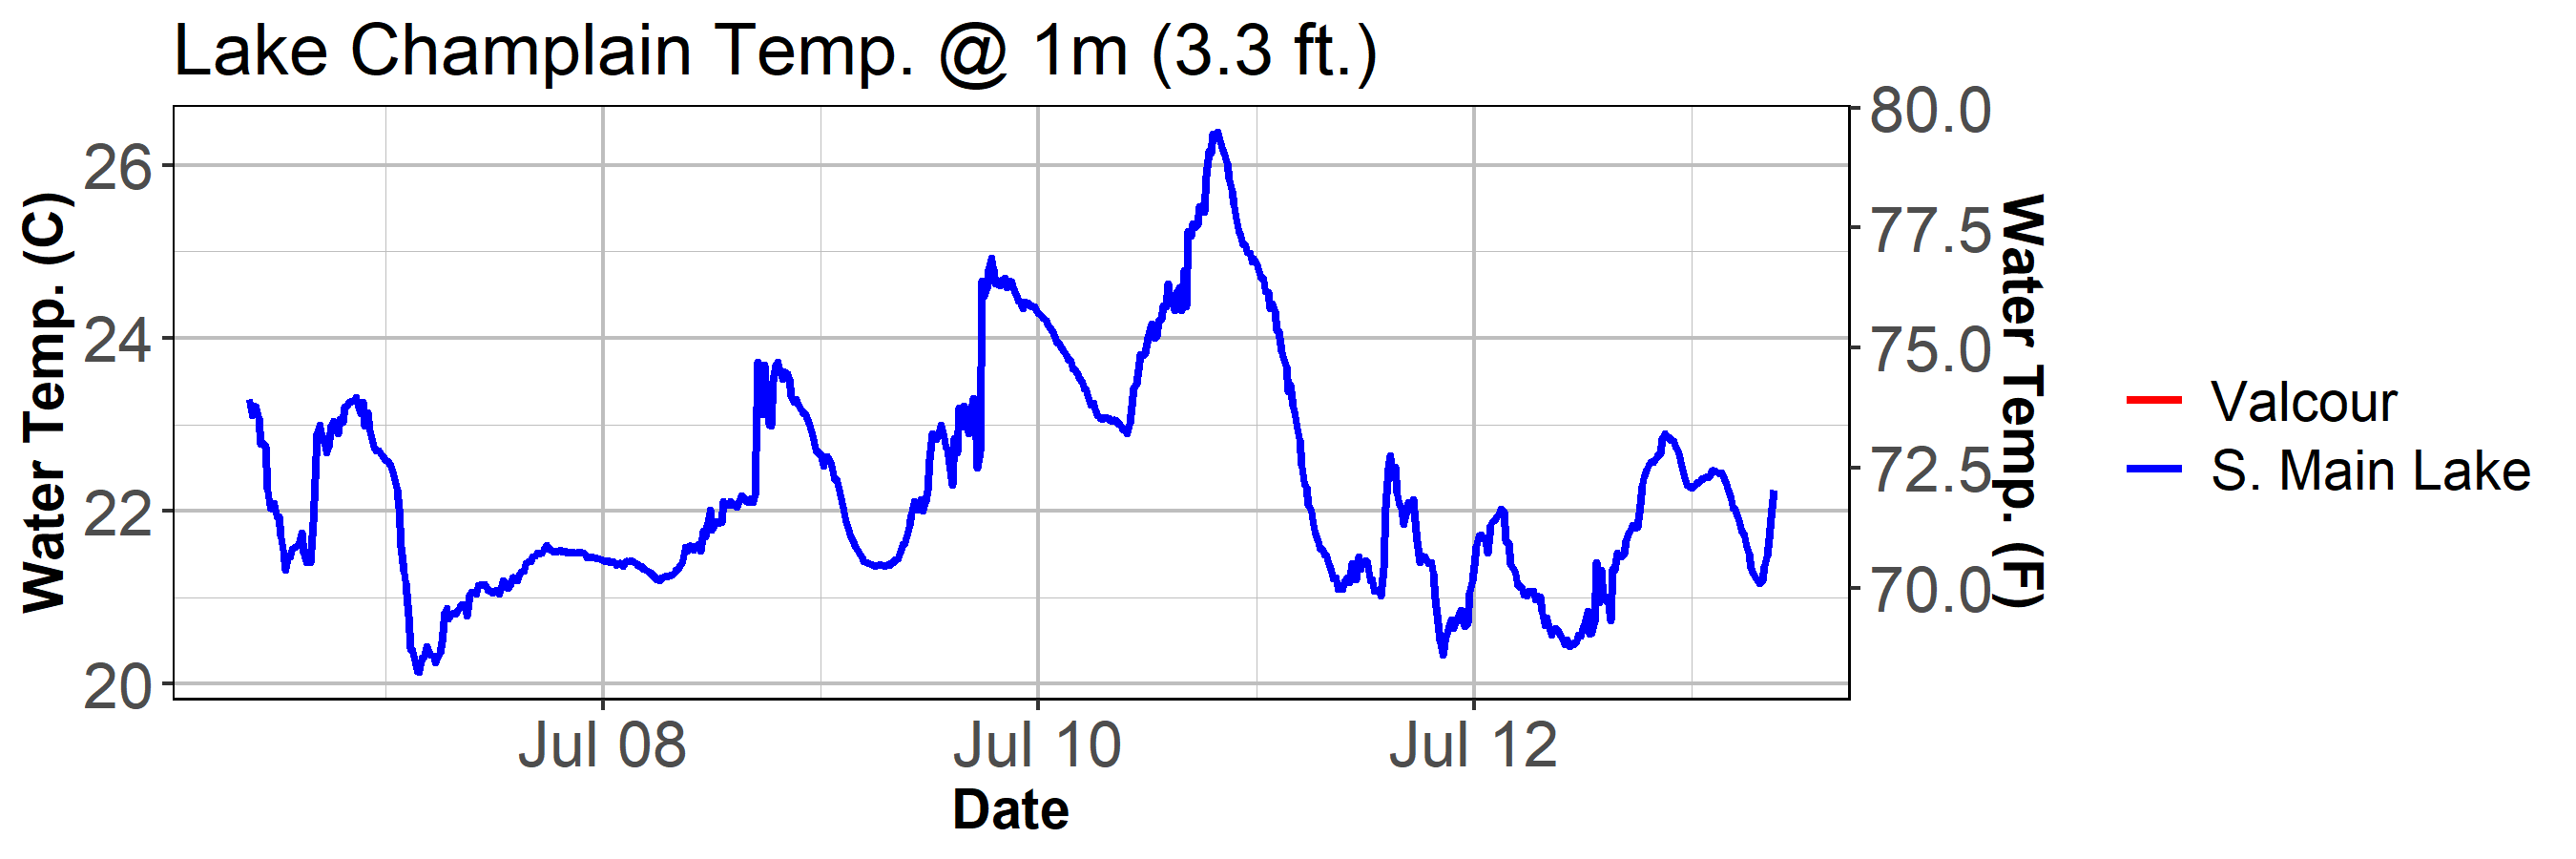 Lake Champlain Temp. @ 1m (3.3 ft.)
Water Temp. (C)
26
24
22
20
80.0
77.5
75.0
72.5
70.0
Water Temp. (F)
Jul 08
Jul 10
Jul 12
Date
Valcour
S. Main Lake